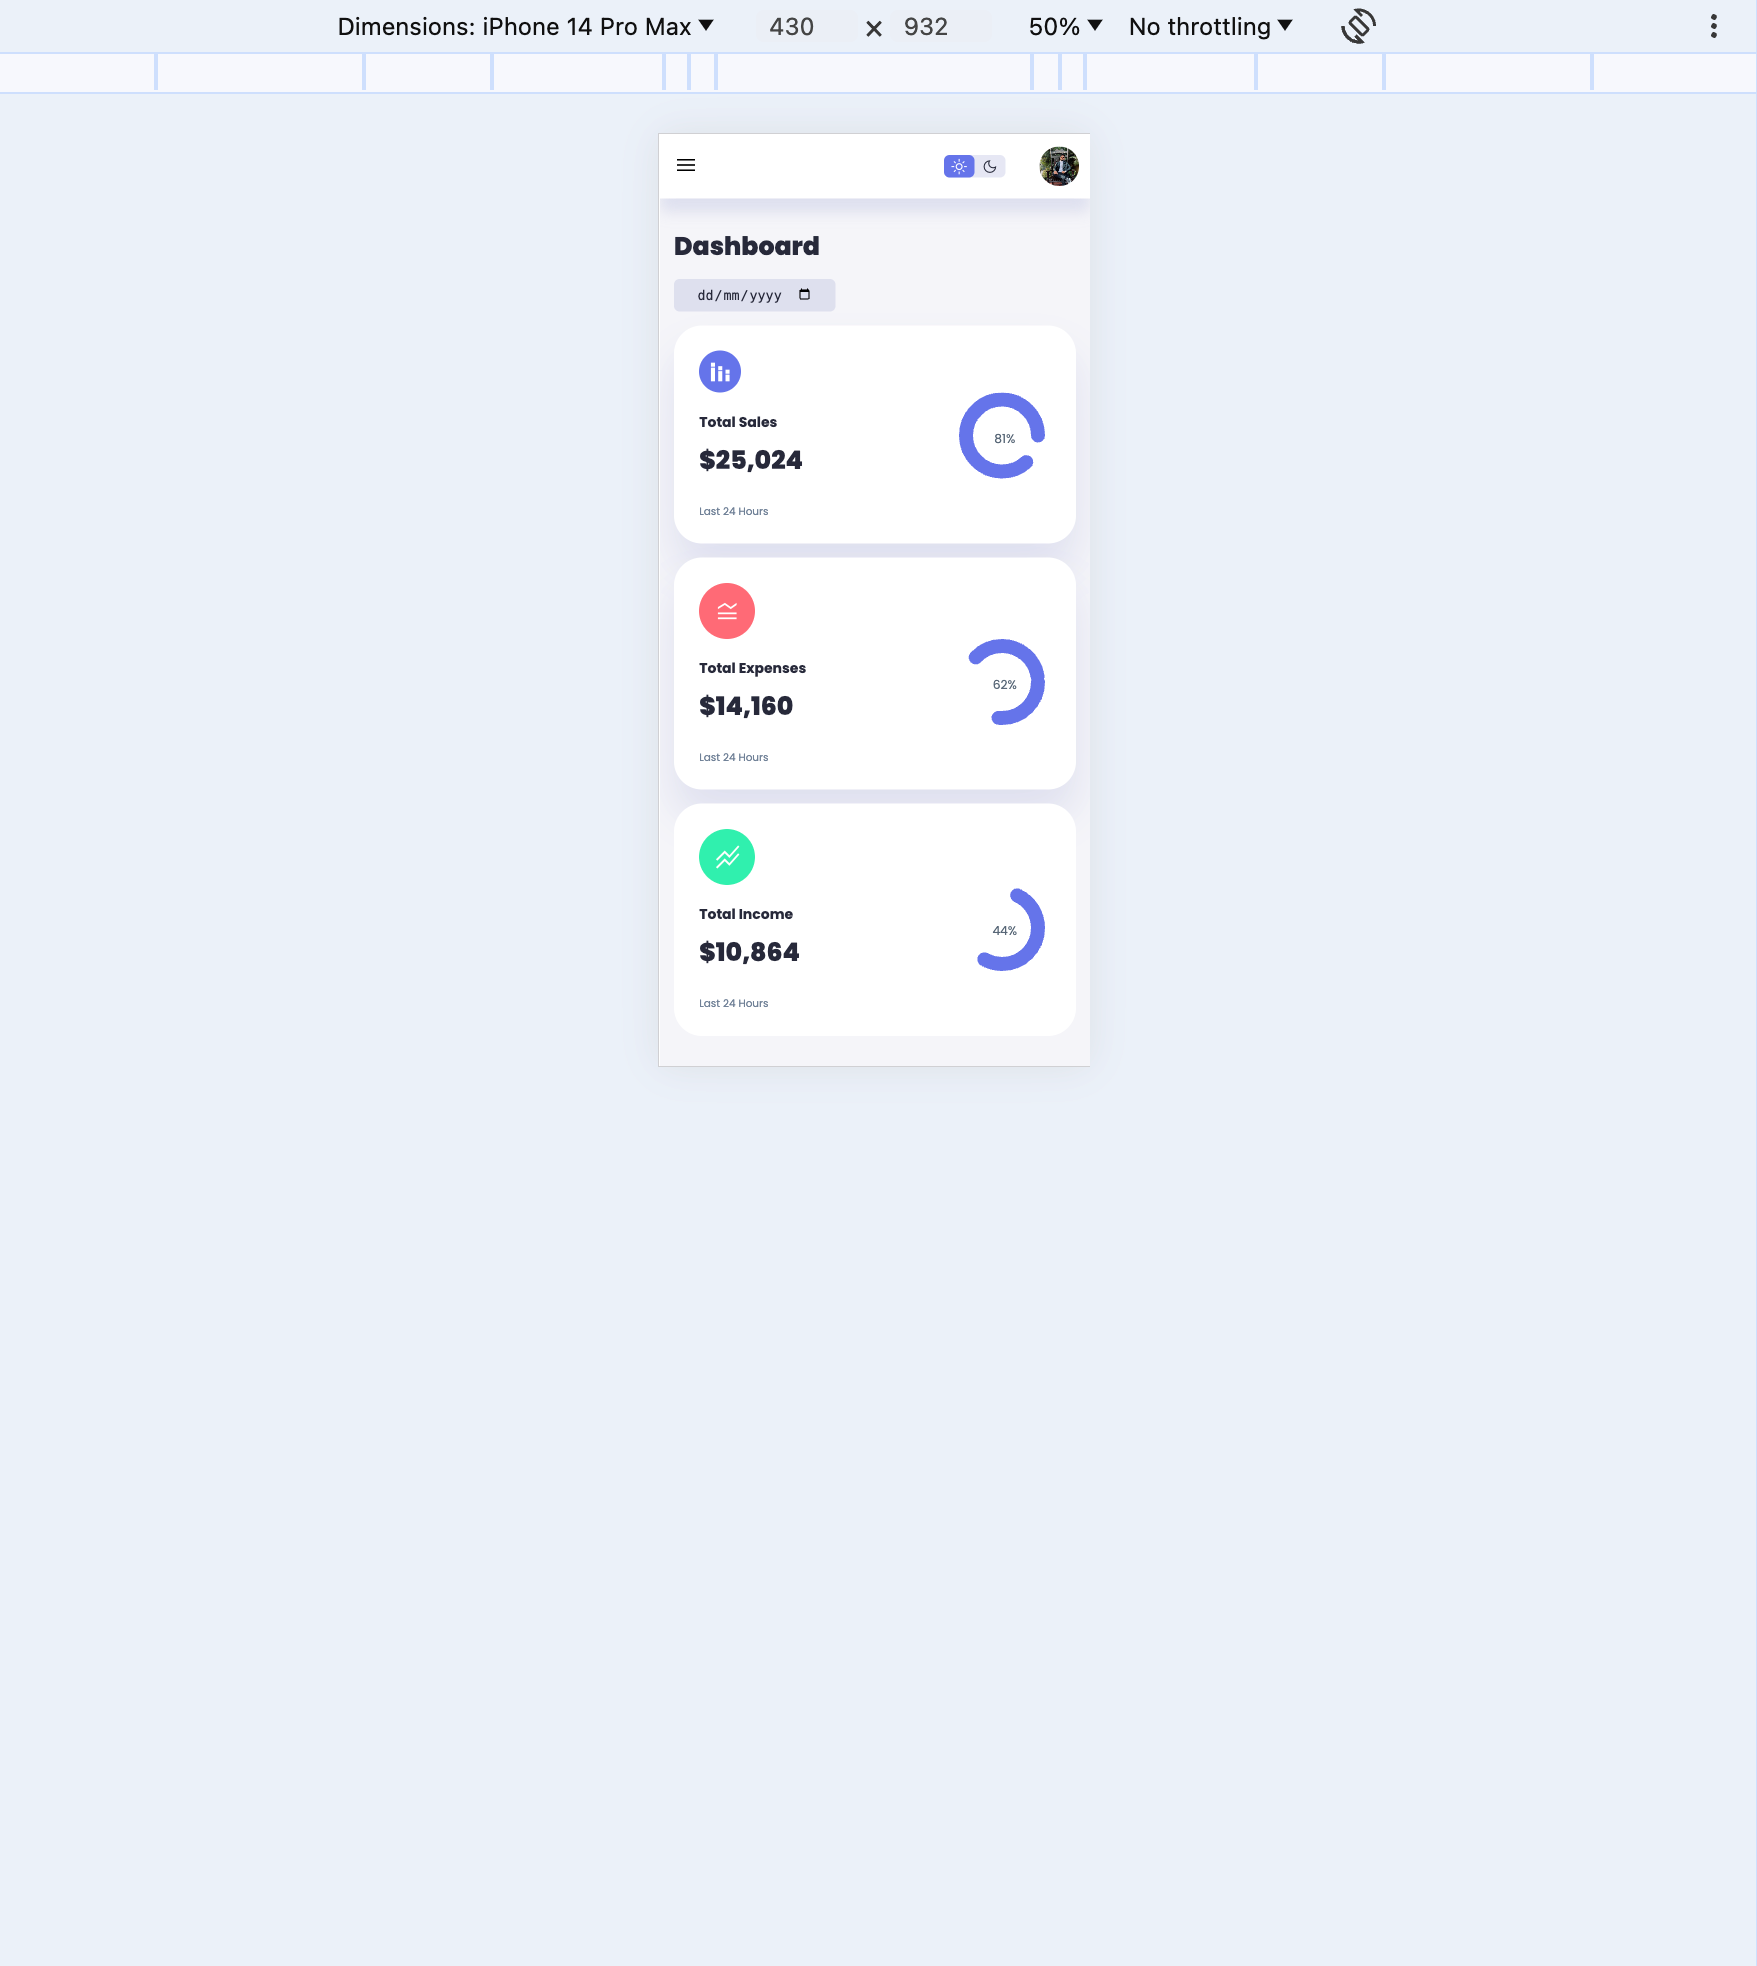 Dimensions: iPhone 14 Pro Max ▼ 430 × 932 50% ▼ No throttling ▼
Dashboard
dd/mm/yyyy
Total Sales
$25,024
81%
Last 24 Hours
Total Expenses
$14,160
62%
Last 24 Hours
Total Income
$10,864
44%
Last 24 Hours